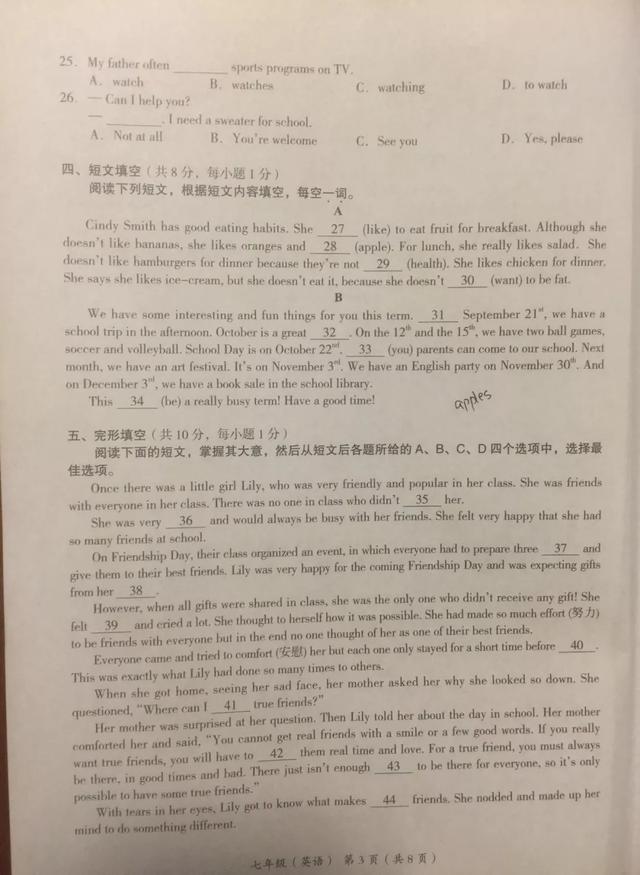 25. My father often ________ sports programs on TV.
A. watch B. watches C. watching D. to watch
26. — Can I help you?
— ________. I need a sweater for school.
A. Not at all B. You're welcome C. See you D. Yes, please
四、短文填空（共8分，每小题1分）
阅读下列短文，根据短文内容填空，每空一词。
A
Cindy Smith has good eating habits. She 27 (like) to eat fruit for breakfast. Although she
doesn't like bananas, she likes oranges and 28 (apple). For lunch, she really likes salad. She
doesn't like hamburgers for dinner because they're not 29 (health). She likes chicken for dinner.
She says she likes ice-cream, but she doesn't eat it, because she doesn't 30 (want) to be fat.
B
We have some interesting and fun things for you this term. 31 September 21st, we have a
school trip in the afternoon. October is a great 32 . On the 12th and the 15th, we have two ball games,
soccer and volleyball. School Day is on October 22nd. 33 (you) parents can come to our school. Next
month, we have an art festival. It's on November 3rd. We have an English party on November 30th. And
on December 3rd, we have a book sale in the school library.
This 34 (be) a really busy term! Have a good time!
apples
五、完形填空（共10分，每小题1分）
阅读下面的短文，掌握其大意，然后从短文后各题所给的A、B、C、D四个选项中，选择最
佳选项。
Once there was a little girl Lily, who was very friendly and popular in her class. She was friends
with everyone in her class. There was no one in class who didn't 35 her.
She was very 36 and would always be busy with her friends. She felt very happy that she had
so many friends at school.
On Friendship Day, their class organized an event, in which everyone had to prepare three 37 and
give them to their best friends. Lily was very happy for the coming Friendship Day and was expecting gifts
from her 38 .
However, when all gifts were shared in class, she was the only one who didn't receive any gift! She
felt 39 and cried a lot. She thought to herself how it was possible. She had made so much effort (努力)
to be friends with everyone but in the end no one thought of her as one of their best friends.
Everyone came and tried to comfort (安慰) her but each one only stayed for a short time before 40 .
This was exactly what Lily had done so many times to others.
When she got home, seeing her sad face, her mother asked her why she looked so down. She
questioned, "Where can I 41 true friends?"
Her mother was surprised at her question. Then Lily told her about the day in school. Her mother
comforted her and said, "You cannot get real friends with a smile or a few good words. If you really
want true friends, you will have to 42 them real time and love. For a true friend, you must always
be there, in good times and bad. There just isn't enough 43 to be there for everyone, so it's only
possible to have some true friends."
With tears in her eyes, Lily got to know what makes 44 friends. She nodded and made up her
mind to do something different.
七年级（英语） 第3页（共8页）